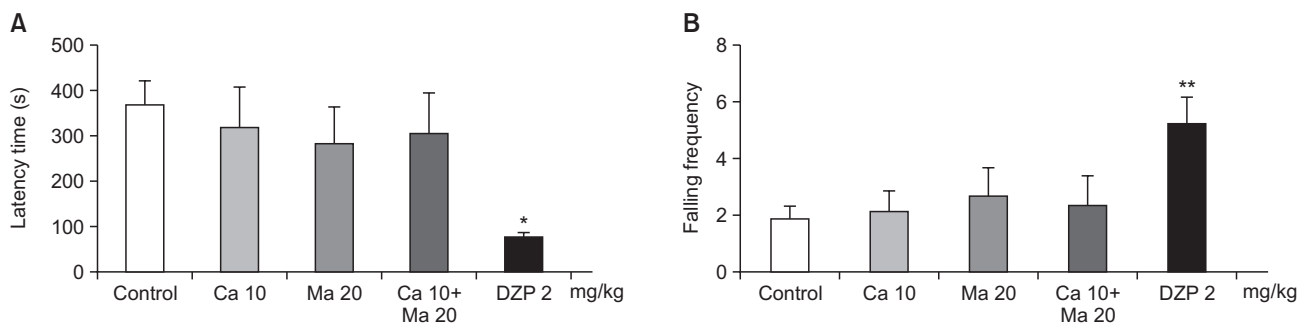 A
Latency time (s)
500
400
300
200
100
0
*
Control Ca 10 Ma 20 Ca 10+ DZP 2 mg/kg
Ma 20
B
Falling frequency
8
6
4
2
0
**
Control Ca 10 Ma 20 Ca 10+ DZP 2 mg/kg
Ma 20